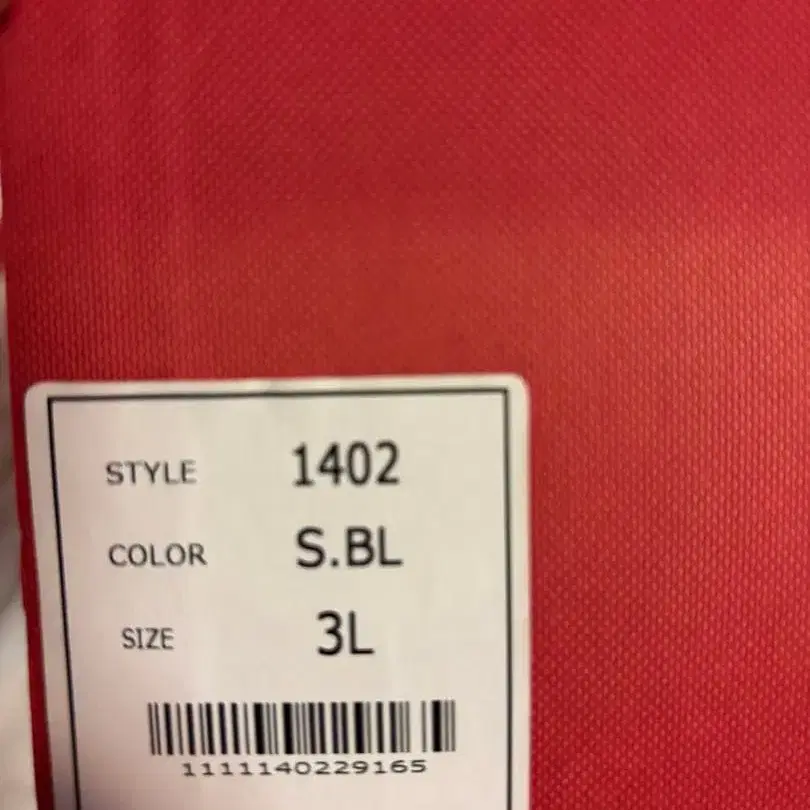 STYLE 1402
COLOR S.BL
SIZE 3L
1111140229165